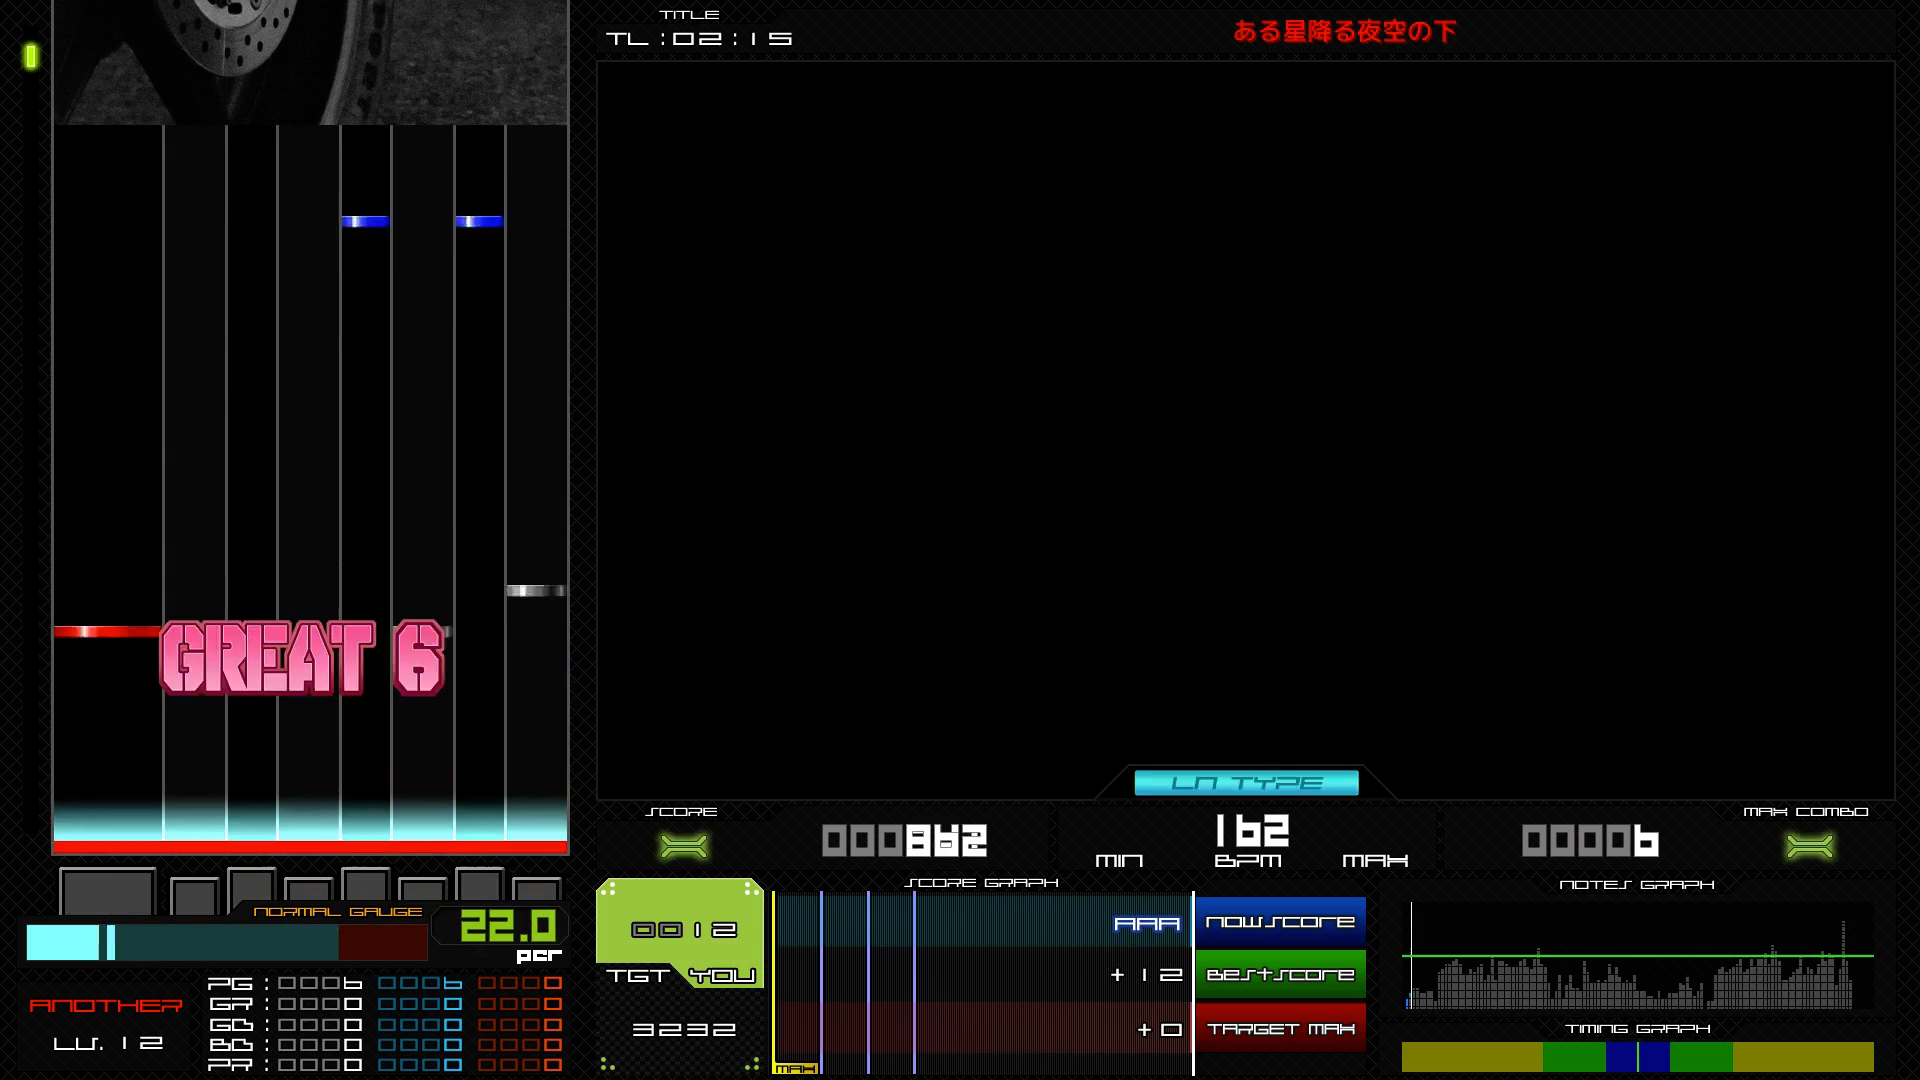 TITLE
TL:02:15
ある星降る夜空の下
GREAT 6
LN TYPE
SCORE
000862
162
MIN BPM MAX
MAX COMBO
00006
NORMAL GAUGE
22.0
per
ANOTHER
LV. 12
PG : 0006 0006 0000
GR : 0000 0000 0000
GD : 0000 0000 0000
BD : 0000 0000 0000
PR : 0000 0000 0000
0012
TGT YOU
3232
SCORE GRAPH
AAA NOWSCORE
+12 BESTSCORE
+0 TARGET MAX
MAX
NOTES GRAPH
TIMING GRAPH